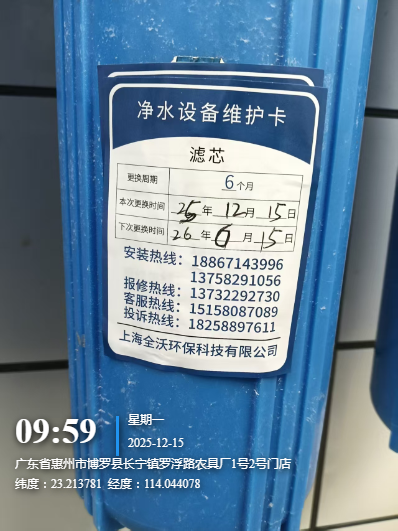 净水设备维护卡
滤芯
更换周期 6个月
本次更换时间 25年12月15日
下次更换时间 26年6月15日
安装热线：18867143996
13758291056
报修热线：13732292730
客服热线：15158087089
投诉热线：18258897611
上海全沃环保科技有限公司
09:59
星期一
2025-12-15
广东省惠州市博罗县长宁镇罗浮路农具厂1号2号门店
纬度：23.213781 经度：114.044078